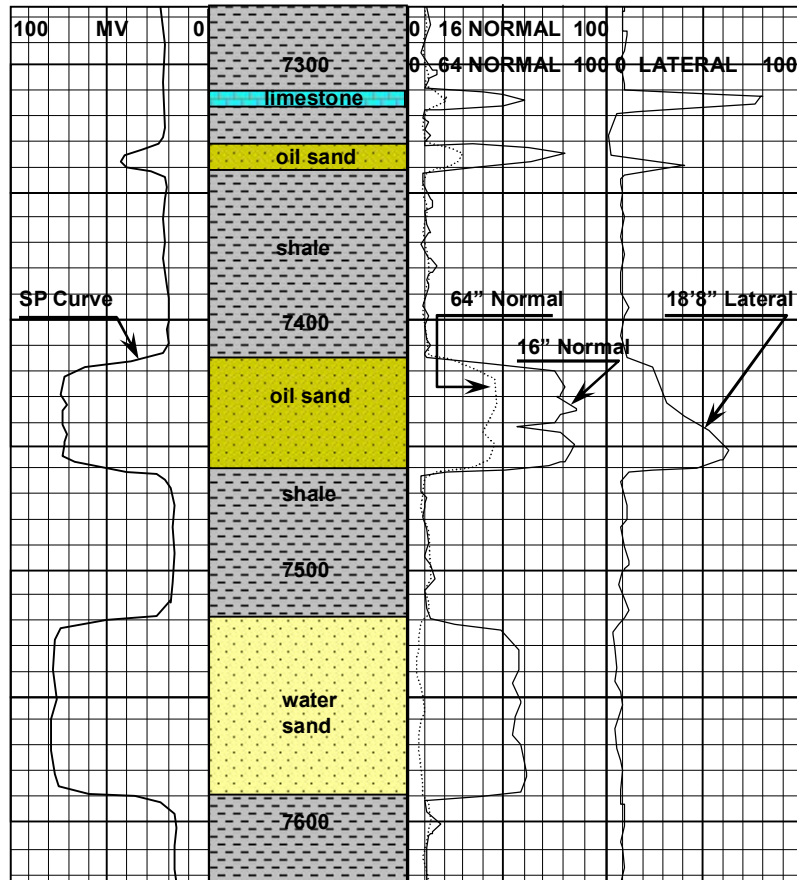 100 MV 0
0 16 NORMAL 100
7300
0 64 NORMAL 100
0 LATERAL 100
limestone
oil sand
shale
SP Curve
64” Normal
18’8” Lateral
7400
16” Normal
oil sand
shale
7500
water
sand
7600